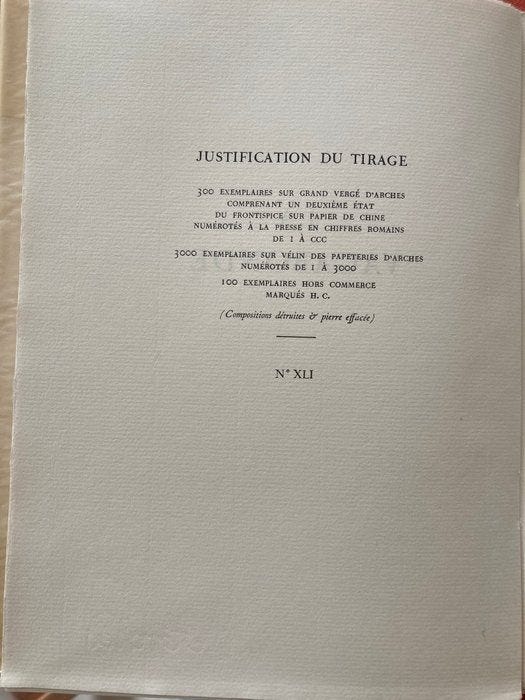 JUSTIFICATION DU TIRAGE
300 EXEMPLAIRES SUR GRAND VERGÉ D'ARCHES
COMPRENANT UN DEUXIÈME ÉTAT
DU FRONTISPICE SUR PAPIER DE CHINE
NUMÉROTÉS À LA PRESSE EN CHIFFRES ROMAINS
DE I À CCC
3000 EXEMPLAIRES SUR VÉLIN DES PAPETERIES D'ARCHES
NUMÉROTÉS DE 1 À 3000
100 EXEMPLAIRES HORS COMMERCE
MARQUÉS H. C.
(Compositions détruites & pierre effacée)
N° XLI